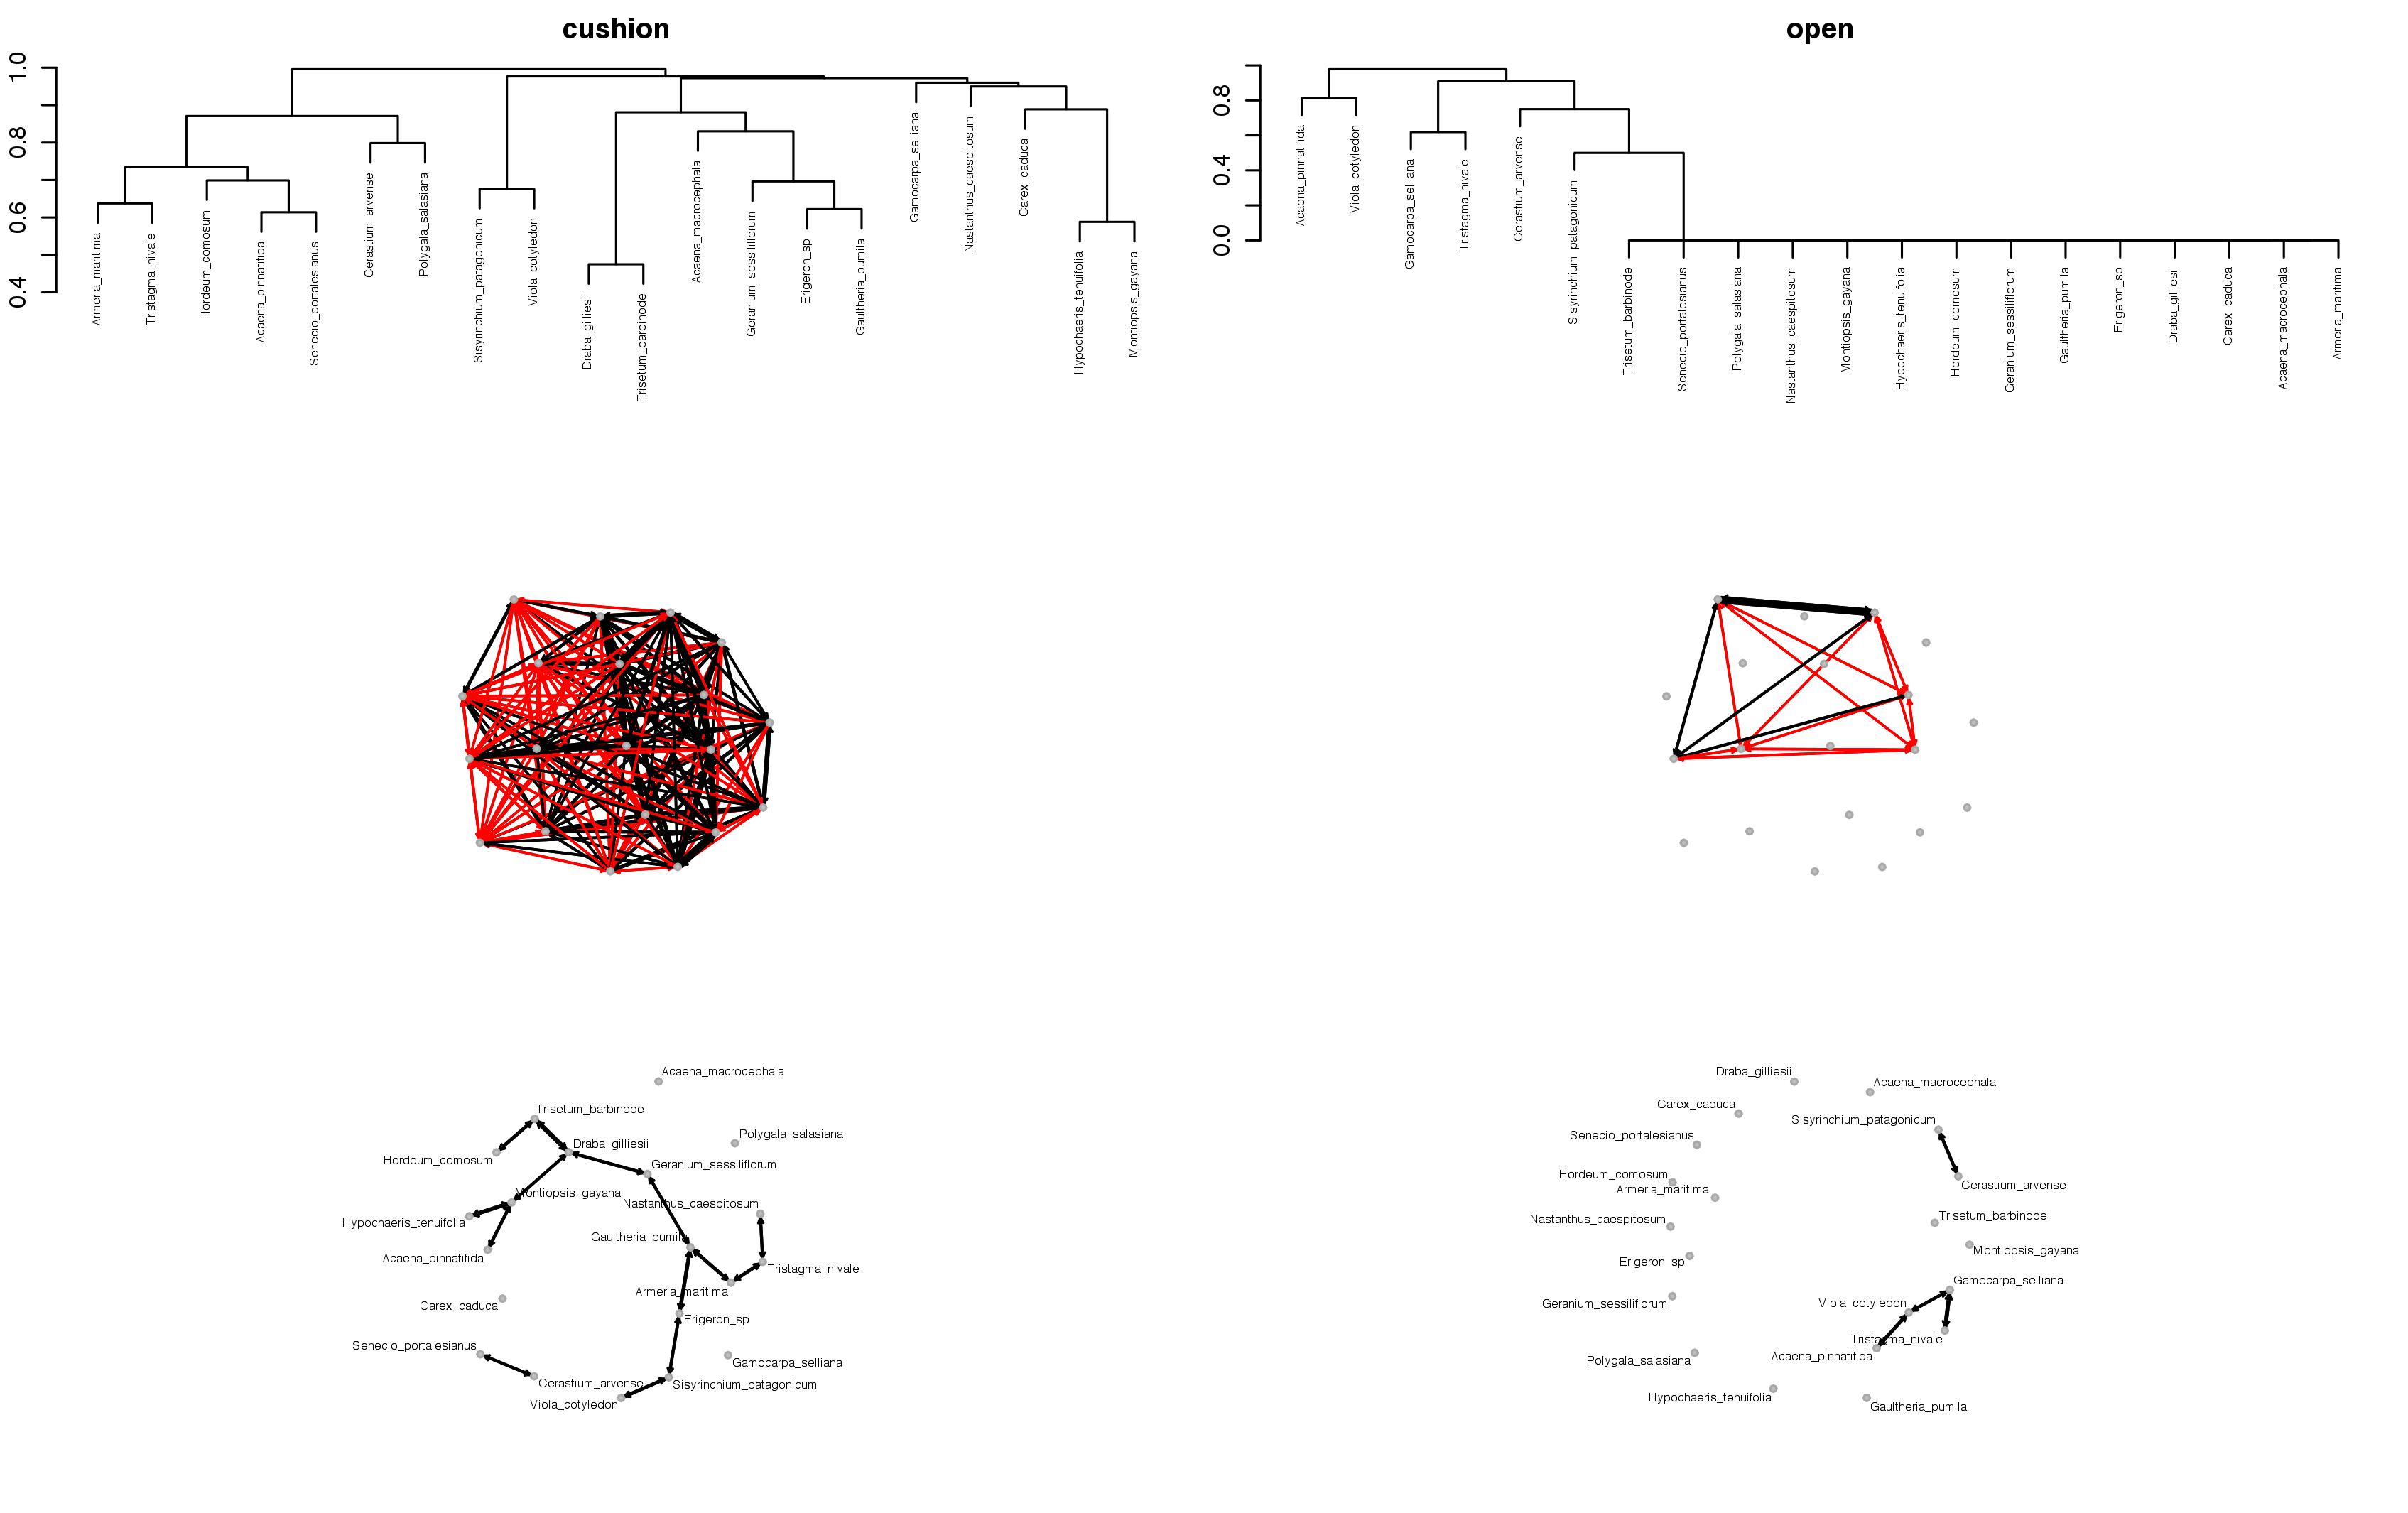 cushion
1.0
0.8
0.6
0.4
Armeria_maritima
Tristagma_nivale
Hordeum_comosum
Acaena_pinnatifida
Senecio_portalesianus
Cerastium_arvense
Polygala_salasiana
Sisyrinchium_patagonicum
Viola_cotyledon
Draba_gilliesii
Trisetum_barbinode
Acaena_macrocephala
Geranium_sessiliflorum
Erigeron_sp
Gaultheria_pumila
Gamocarpa_selliana
Nastanthus_caespitosum
Carex_caduca
Hypochaeris_tenuifolia
Montiopsis_gayana
open
0.8
0.4
0.0
Acaena_pinnatifida
Viola_cotyledon
Gamocarpa_selliana
Tristagma_nivale
Cerastium_arvense
Sisyrinchium_patagonicum
Trisetum_barbinode
Senecio_portalesianus
Polygala_salasiana
Nastanthus_caespitosum
Montiopsis_gayana
Hypochaeris_tenuifolia
Hordeum_comosum
Geranium_sessiliflorum
Gaultheria_pumila
Erigeron_sp
Draba_gilliesii
Carex_caduca
Acaena_macrocephala
Armeria_maritima
Acaena_macrocephala
Trisetum_barbinode
Polygala_salasiana
Draba_gilliesii
Hordeum_comosum
Geranium_sessiliflorum
Montiopsis_gayana
Nastanthus_caespitosum
Hypochaeris_tenuifolia
Gaultheria_pumila
Acaena_pinnatifida
Tristagma_nivale
Armeria_maritima
Carex_caduca
Erigeron_sp
Senecio_portalesianus
Gamocarpa_selliana
Cerastium_arvense
Sisyrinchium_patagonicum
Viola_cotyledon
Draba_gilliesii
Acaena_macrocephala
Carex_caduca
Sisyrinchium_patagonicum
Senecio_portalesianus
Hordeum_comosum
Cerastium_arvense
Armeria_maritima
Trisetum_barbinode
Nastanthus_caespitosum
Montiopsis_gayana
Erigeron_sp
Gamocarpa_selliana
Geranium_sessiliflorum
Viola_cotyledon
Tristagma_nivale
Acaena_pinnatifida
Polygala_salasiana
Hypochaeris_tenuifolia
Gaultheria_pumila